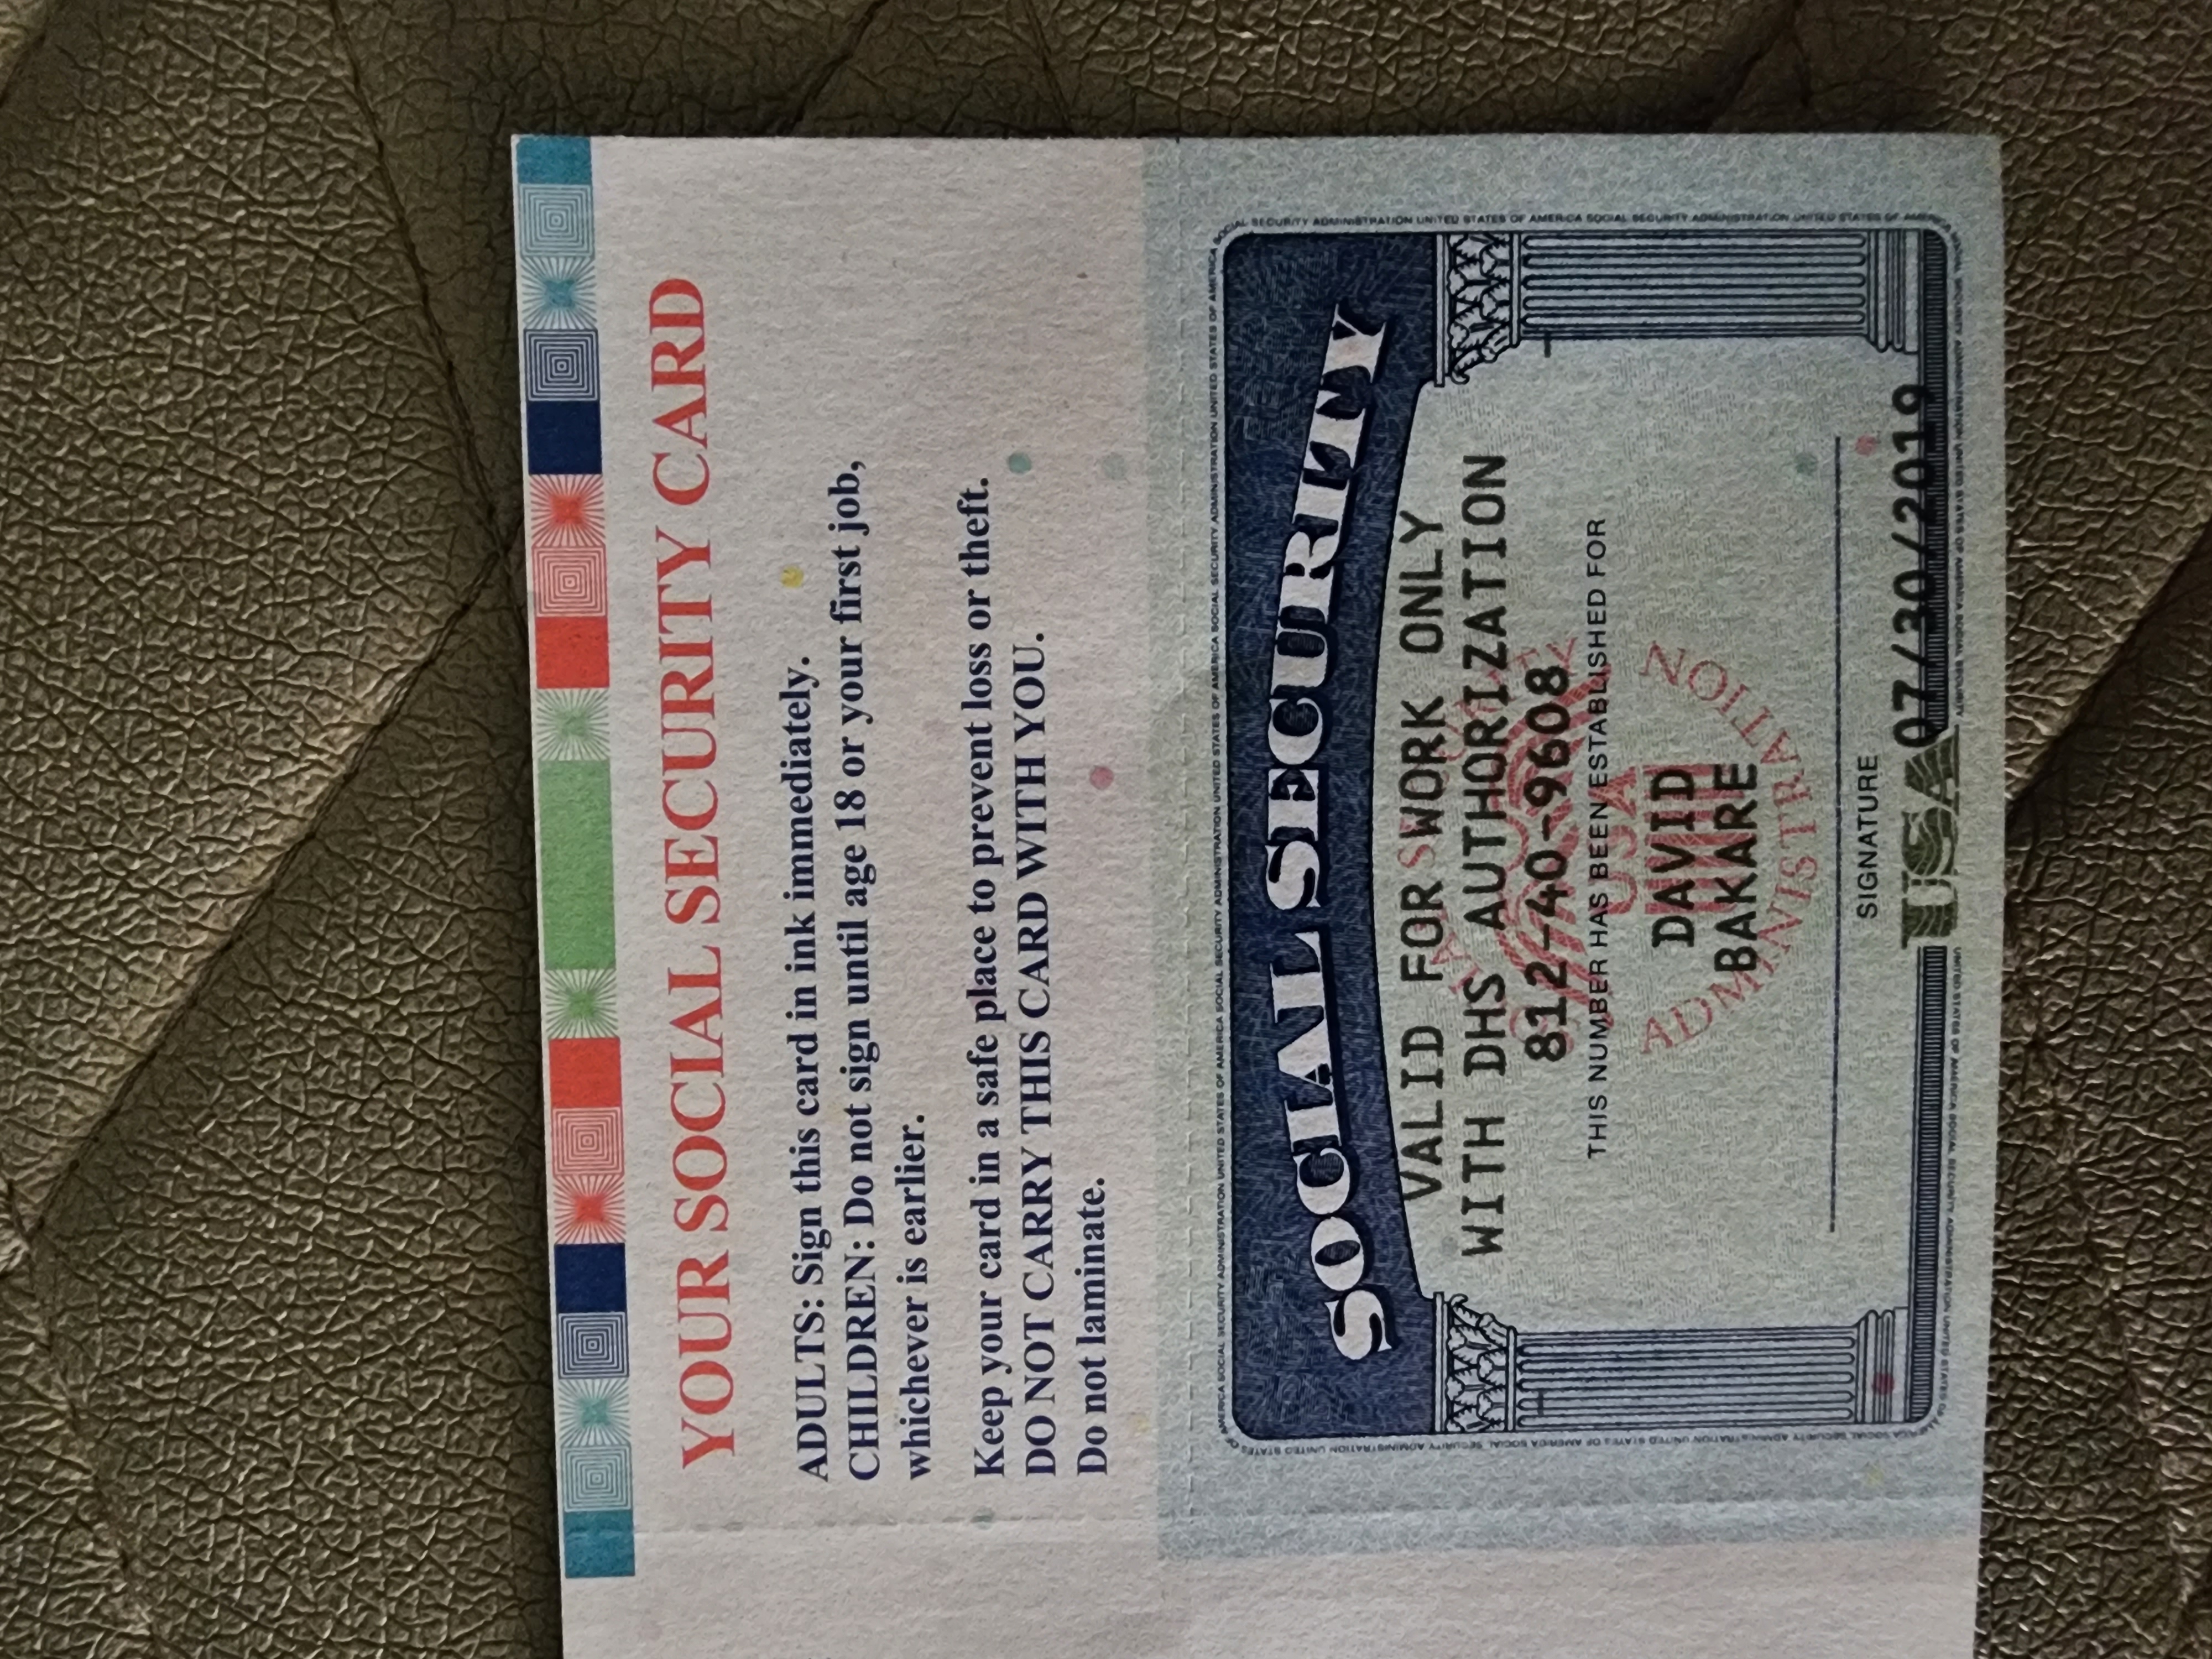 YOUR SOCIAL SECURITY CARD
ADULTS: Sign this card in ink immediately.
CHILDREN: Do not sign until age 18 or your first job,
whichever is earlier.
Keep your card in a safe place to prevent loss or theft.
DO NOT CARRY THIS CARD WITH YOU.
Do not laminate.
SOCIAL SECURITY
VALID FOR WORK ONLY
WITH DHS AUTHORIZATION
812-40-9608
THIS NUMBER HAS BEEN ESTABLISHED FOR
DAVID
BAKARE
USA
ADMINISTRATION
SIGNATURE
USA 07/30/2019